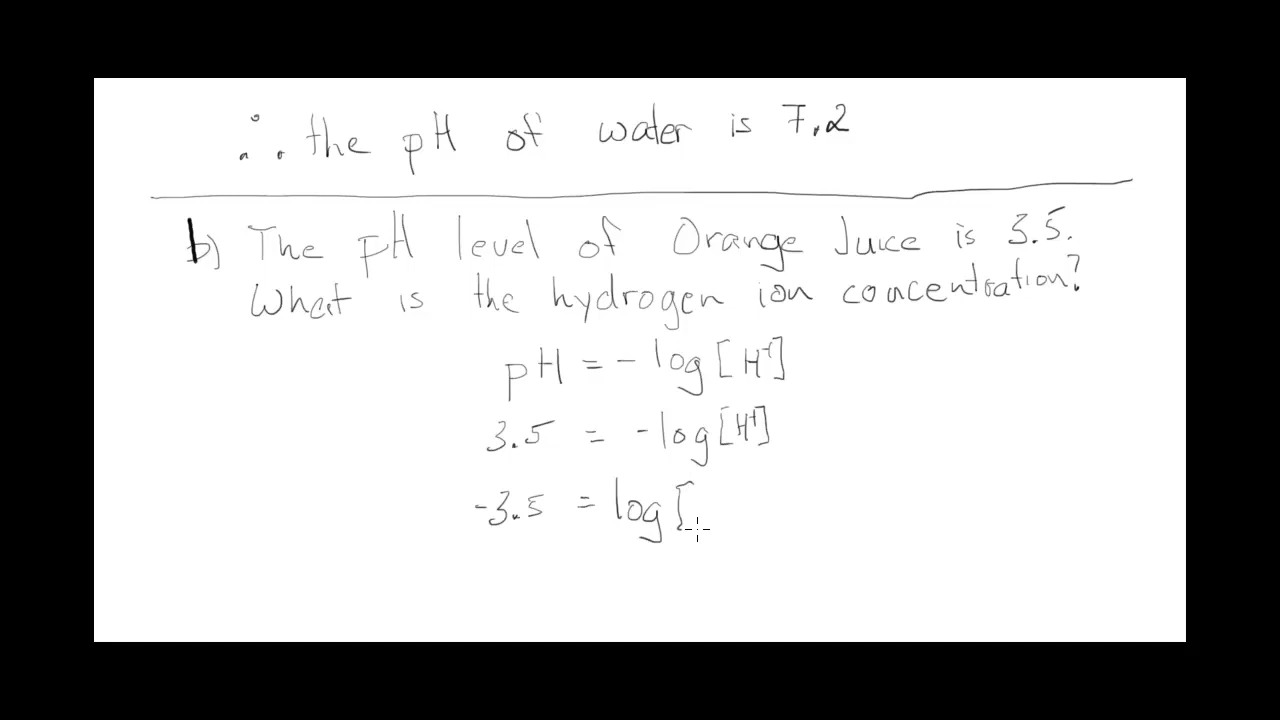 ∴ the pH of water is 7.2
b) The pH level of Orange Juice is 3.5.
What is the hydrogen ion concentration?
pH = - log [H+]
3.5 = -log [H+]
-3.5 = log [